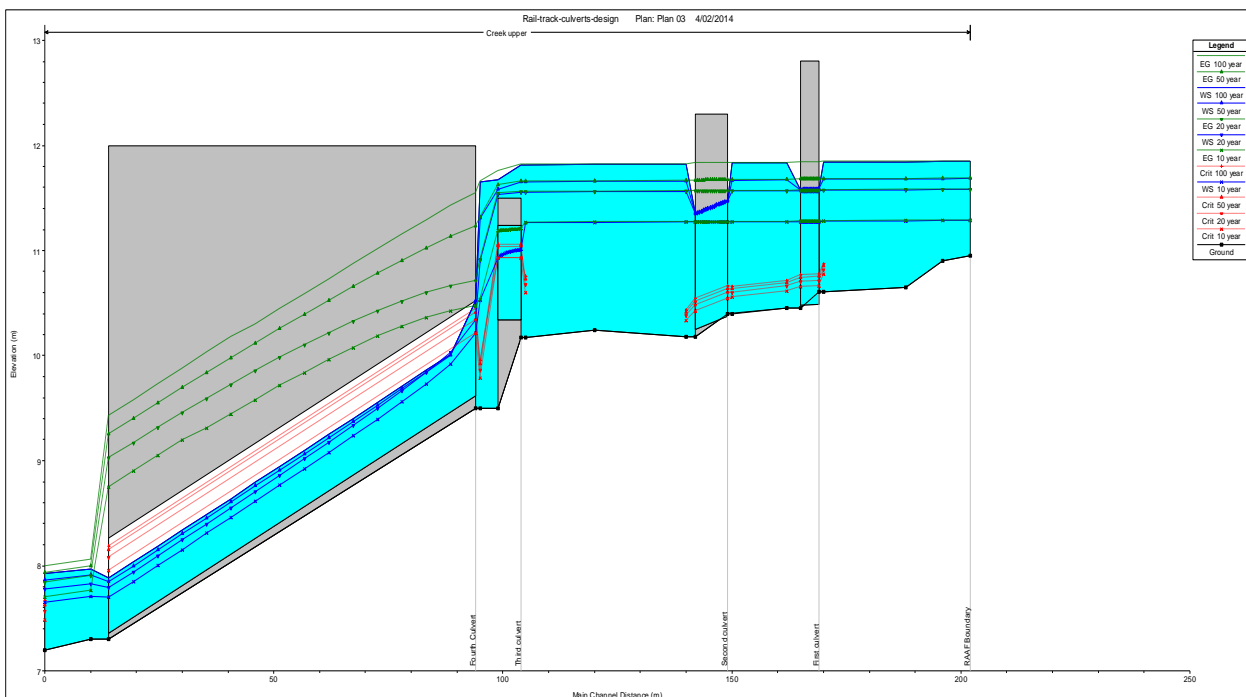 Rail-track-culverts-design Plan: Plan 03 4/02/2014
Creek upper
13
12
11
10
9
8
7
Elevation (m)
0
50
100
150
200
250
Main Channel Distance (m)
Fourth. Culvert
Third.culvert
Second culvert
First culvert
RAAF.Boundary
Legend
EG 100 year
EG 50 year
WS 100 year
WS 50 year
EG 20 year
WS 20 year
EG 10 year
Crit 100 year
WS 10 year
Crit 50 year
Crit 20 year
Crit 10 year
Ground